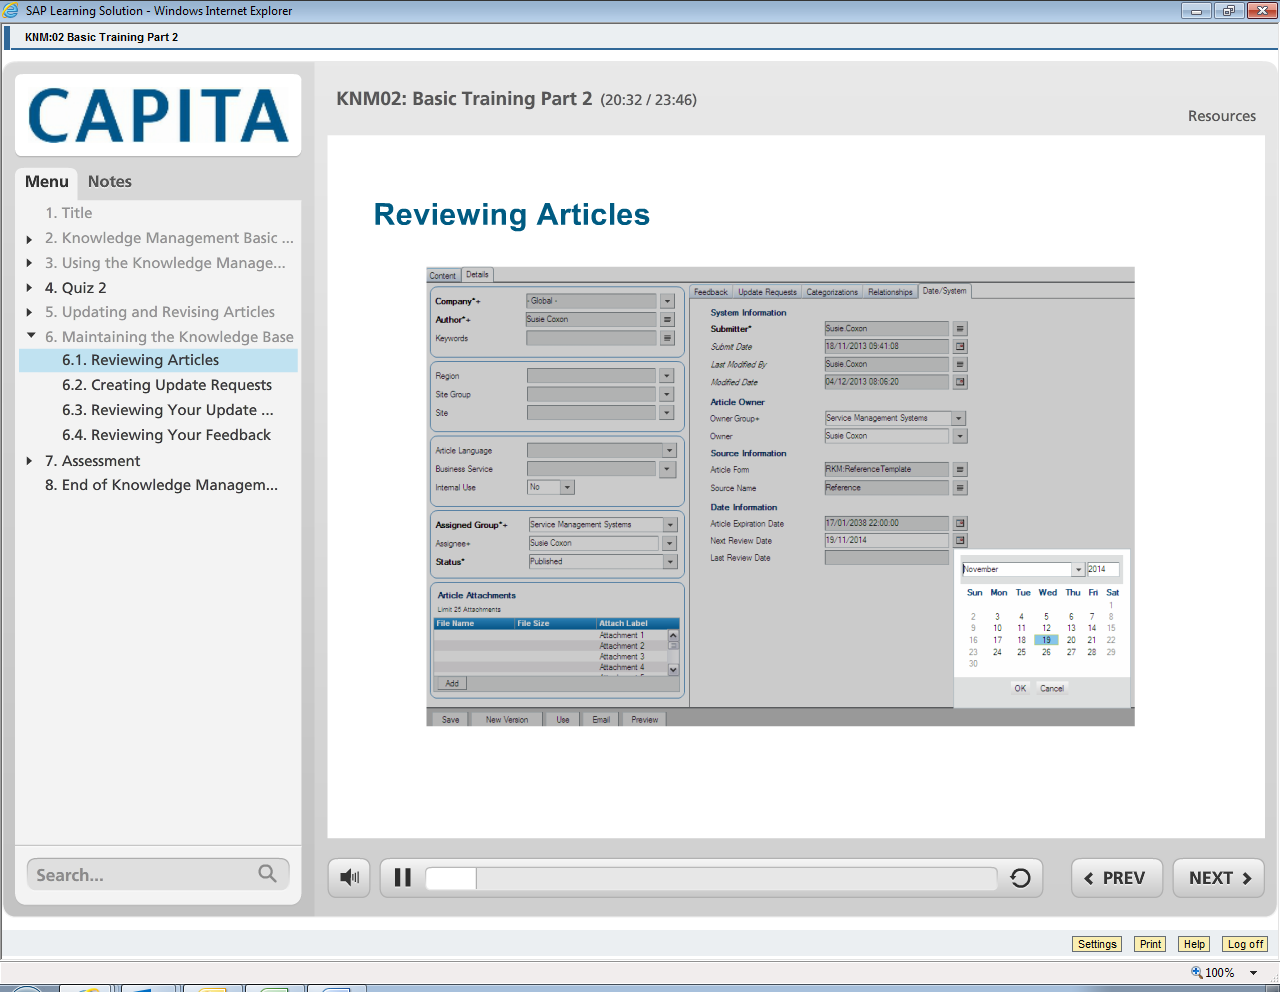 SAP Learning Solution - Windows Internet Explorer
KNM:02 Basic Training Part 2
CAPITA
KNM02: Basic Training Part 2 (20:32 / 23:46)
Resources
Menu Notes
1. Title
2. Knowledge Management Basic ...
3. Using the Knowledge Manage...
4. Quiz 2
5. Updating and Revising Articles
6. Maintaining the Knowledge Base
6.1. Reviewing Articles
6.2. Creating Update Requests
6.3. Reviewing Your Update ...
6.4. Reviewing Your Feedback
7. Assessment
8. End of Knowledge Managem...
Search...
Reviewing Articles
Content Details
Company*+ - Global -
Author*+ Susie Coxon
Keywords
Region
Site Group
Site
Article Language
Business Service
Internal Use No
Assigned Group*+ Service Management Systems
Assignee+ Susie Coxon
Status* Published
Article Attachments
Limit 25 Attachments
File Name File Size Attach Label
Attachment 1
Attachment 2
Attachment 3
Attachment 4
Add
Save New Version Use Email Preview
Feedback Update Requests Categorizations Relationships Date/System
System Information
Submitter* Susie.Coxon
Submit Date 18/11/2013 09:41:08
Last Modified By Susie.Coxon
Modified Date 04/12/2013 08:06:20
Article Owner
Owner Group+ Service Management Systems
Owner Susie Coxon
Source Information
Article Form RKM:ReferenceTemplate
Source Name Reference
Date Information
Article Expiration Date 17/01/2038 22:00:00
Next Review Date 19/11/2014
Last Review Date
November 2014
Sun Mon Tue Wed Thu Fri Sat
1
2 3 4 5 6 7 8
9 10 11 12 13 14 15
16 17 18 19 20 21 22
23 24 25 26 27 28 29
30
OK Cancel
PREV NEXT
Settings Print Help Log off
100%